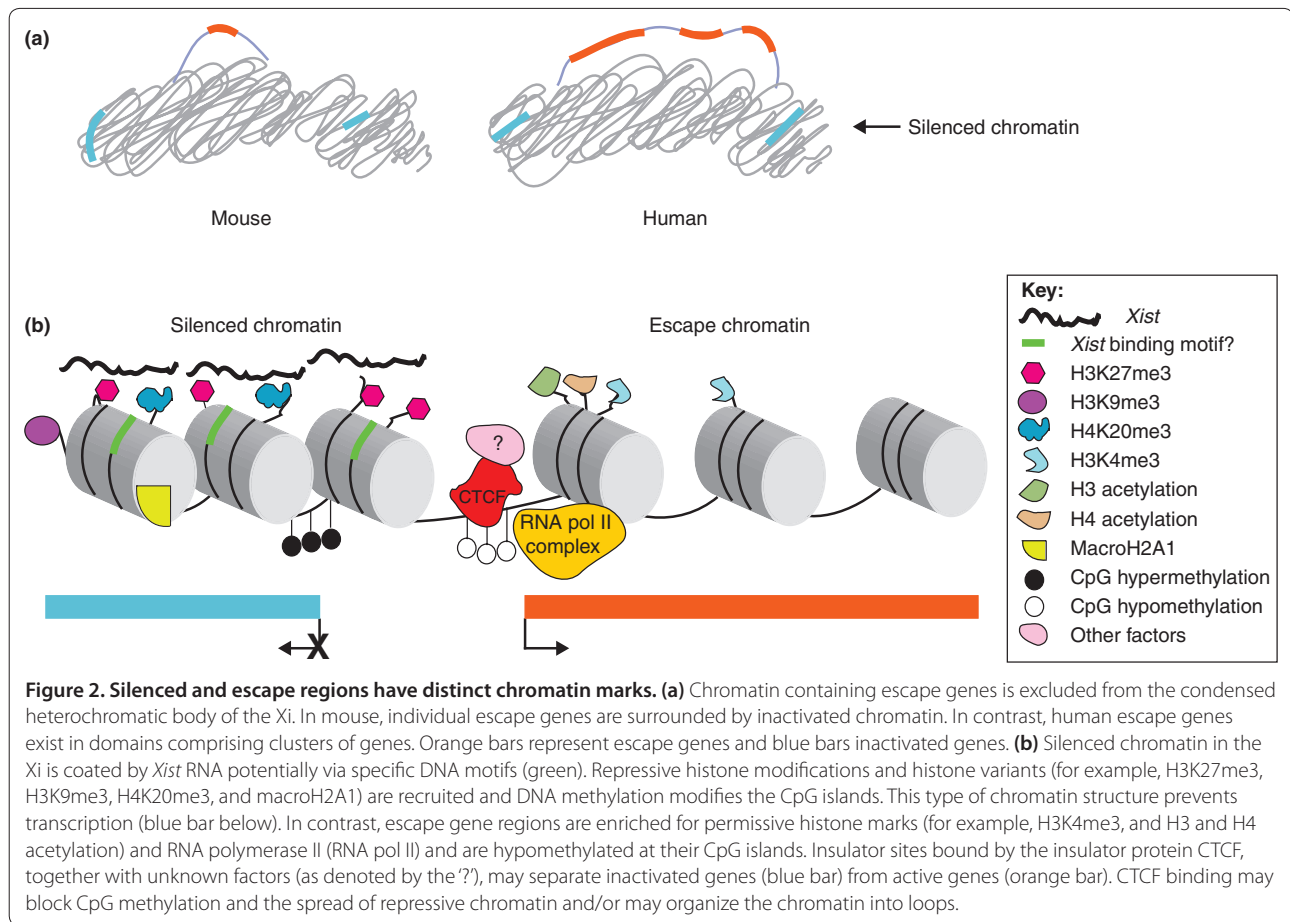 (a)
Silenced chromatin
Mouse
Human
(b)
Silenced chromatin
Escape chromatin
?
CTCF
RNA pol II
complex
X
Key:
Xist
Xist binding motif?
H3K27me3
H3K9me3
H4K20me3
H3K4me3
H3 acetylation
H4 acetylation
MacroH2A1
CpG hypermethylation
CpG hypomethylation
Other factors
Figure 2. Silenced and escape regions have distinct chromatin marks. (a) Chromatin containing escape genes is excluded from the condensed
heterochromatic body of the Xi. In mouse, individual escape genes are surrounded by inactivated chromatin. In contrast, human escape genes
exist in domains comprising clusters of genes. Orange bars represent escape genes and blue bars inactivated genes. (b) Silenced chromatin in the
Xi is coated by Xist RNA potentially via specific DNA motifs (green). Repressive histone modifications and histone variants (for example, H3K27me3,
H3K9me3, H4K20me3, and macroH2A1) are recruited and DNA methylation modifies the CpG islands. This type of chromatin structure prevents
transcription (blue bar below). In contrast, escape gene regions are enriched for permissive histone marks (for example, H3K4me3, and H3 and H4
acetylation) and RNA polymerase II (RNA pol II) and are hypomethylated at their CpG islands. Insulator sites bound by the insulator protein CTCF,
together with unknown factors (as denoted by the '?'), may separate inactivated genes (blue bar) from active genes (orange bar). CTCF binding may
block CpG methylation and the spread of repressive chromatin and/or may organize the chromatin into loops.